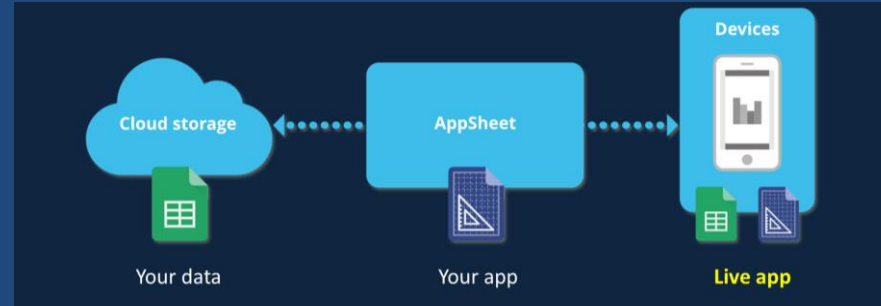 Devices
Cloud storage
AppSheet
Your data
Your app
Live app